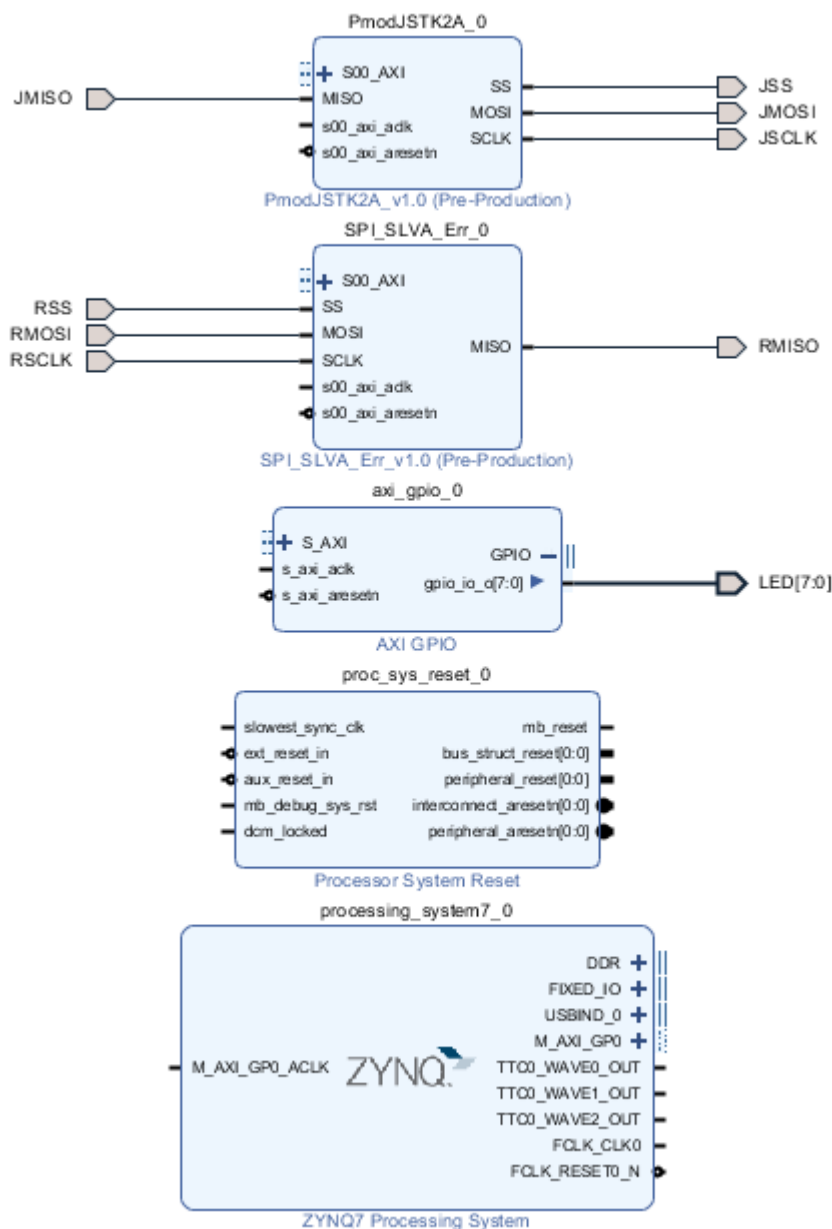 PmodJSTK2A_0
S00_AXI
JMISO MISO SS JSS
s00_axi_aclk MOSI JMOSI
s00_axi_aresetn SCLK JSCLK
PmodJSTK2A_v1.0 (Pre-Production)
SPI_SLVA_Err_0
S00_AXI
RSS SS
RMOSI MOSI
RSCLK SCLK MISO RMISO
s00_axi_aclk
s00_axi_aresetn
SPI_SLVA_Err_v1.0 (Pre-Production)
axi_gpio_0
S_AXI GPIO
s_axi_aclk gpio_io_o[7:0] LED[7:0]
s_axi_aresetn
AXI GPIO
proc_sys_reset_0
slowest_sync_clk mb_reset
ext_reset_in bus_struct_reset[0:0]
aux_reset_in peripheral_reset[0:0]
mb_debug_sys_rst interconnect_aresetn[0:0]
dcm_locked peripheral_aresetn[0:0]
Processor System Reset
processing_system7_0
DDR
FIXED_IO
USBIND_0
M_AXI_GP0
M_AXI_GP0_ACLK ZYNQ TTC0_WAVE0_OUT
TTC0_WAVE1_OUT
TTC0_WAVE2_OUT
FCLK_CLK0
FCLK_RESET0_N
ZYNQ7 Processing System